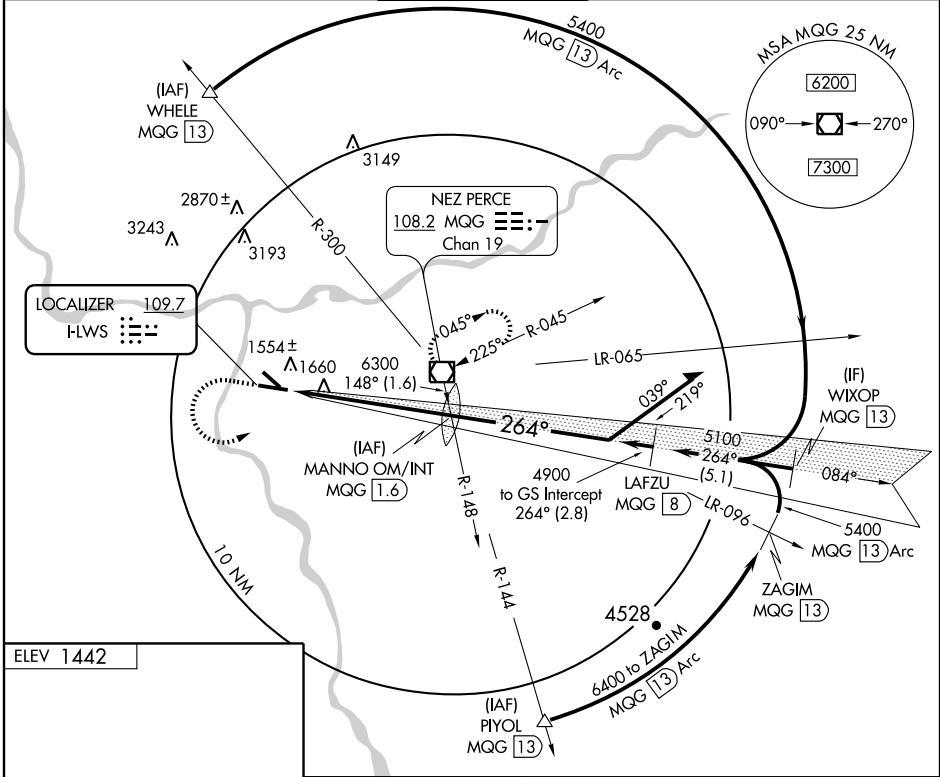 5400
MQG 13 Arc
MSA MQG 25 NM
6200
090°
270°
7300
(IAF)
WHELE
MQG 13
3149
2870±
3243
3193
R-300
NEZ PERCE
108.2 MQG
Chan 19
LOCALIZER 109.7
I-LWS
045°
R-045
225°
LR-065
1554±
1660
6300
148° (1.6)
039°
219°
(IF)
WIXOP
MQG 13
264°
5100
264°
(5.1)
084°
(IAF)
MANNO OM/INT
MQG 1.6
4900
to GS Intercept
264° (2.8)
LAFZU
MQG 8
LR-096
5400
MQG 13 Arc
R-148
R-144
10 NM
ZAGIM
MQG 13
4528
6400 to ZAGIM
MQG 13 Arc
ELEV 1442
(IAF)
PIYOL
MQG 13